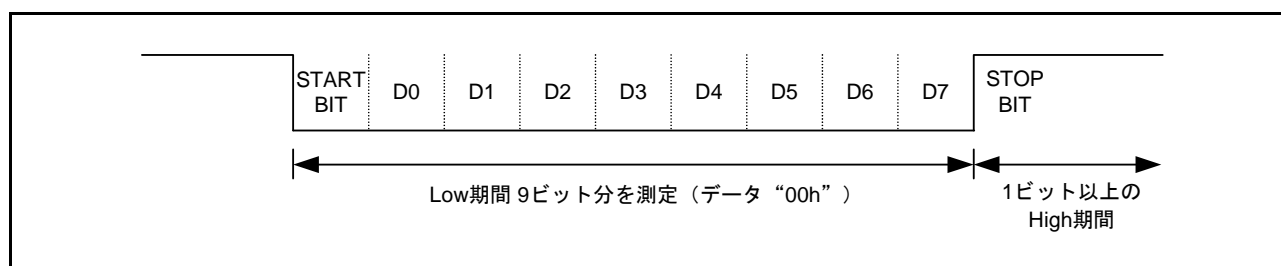 START BIT D0 D1 D2 D3 D4 D5 D6 D7 STOP BIT
Low期間 9ビット分を測定（データ“00h”）
1ビット以上の
High期間